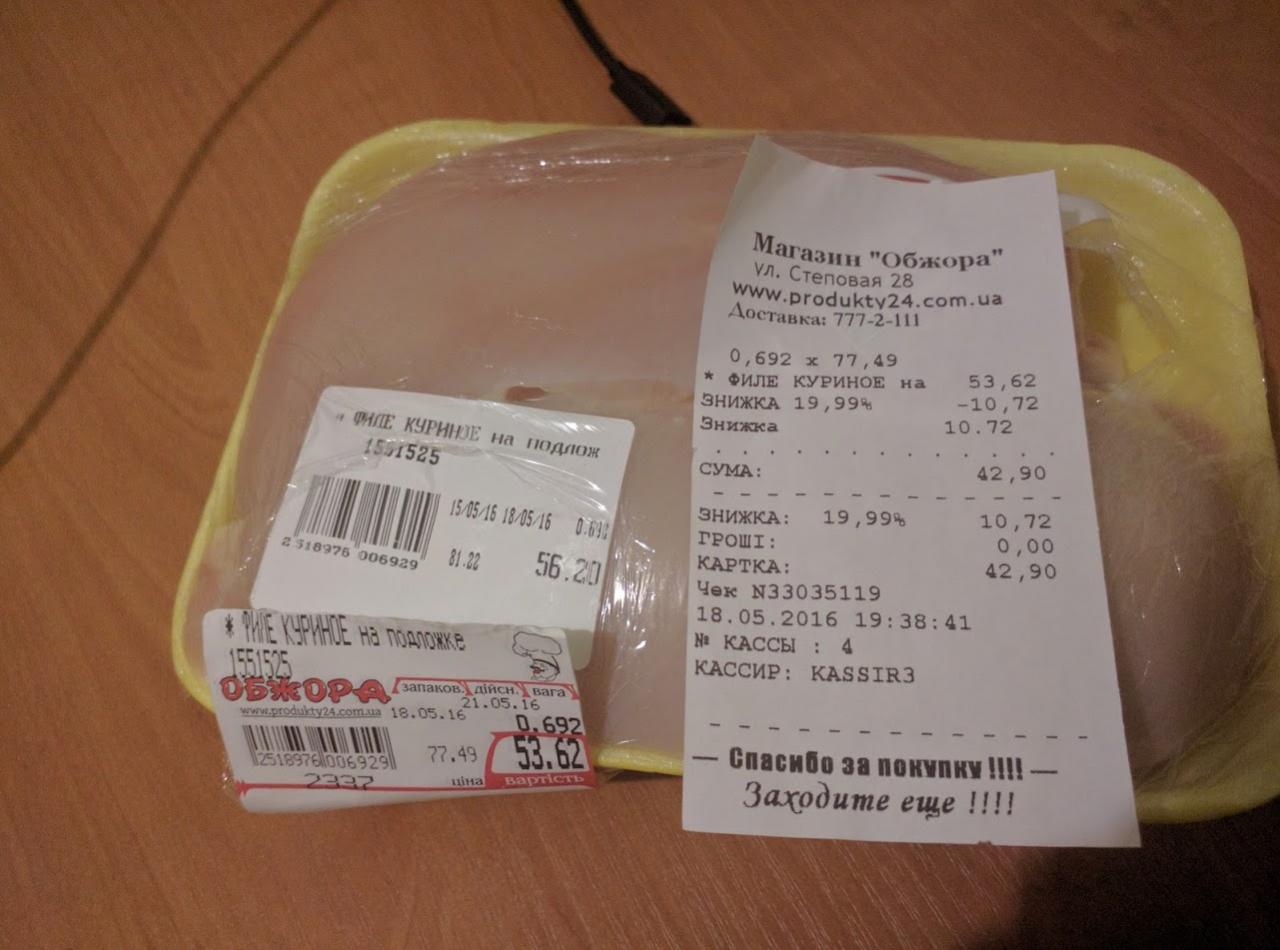 * ФИЛЕ КУРИНОЕ на подлож
1551525
15/05/16 18/05/16 0.692
2 518976 006929
81.22
56.20
* ФИЛЕ КУРИНОЕ на подложке
1551525
ОБЖОРА
запаков. дійсн. вага
www.produkty24.com.ua 18.05.16 21.05.16
0.692
2518976 006929
77.49 53.62
2337
ціна вартість
Магазин "Обжора"
ул. Степовая 28
www.produkty24.com.ua
Доставка: 777-2-111
0,692 x 77,49
* ФИЛЕ КУРИНОЕ на 53,62
ЗНИЖКА 19,99% -10,72
Знижка 10.72
СУМА: 42,90
ЗНИЖКА: 19,99% 10,72
ГРОШІ: 0,00
КАРТКА: 42,90
Чек N33035119
18.05.2016 19:38:41
№ КАССЫ : 4
КАССИР: KASSIR3
— Спасибо за покупку !!!! —
Заходите еще !!!!